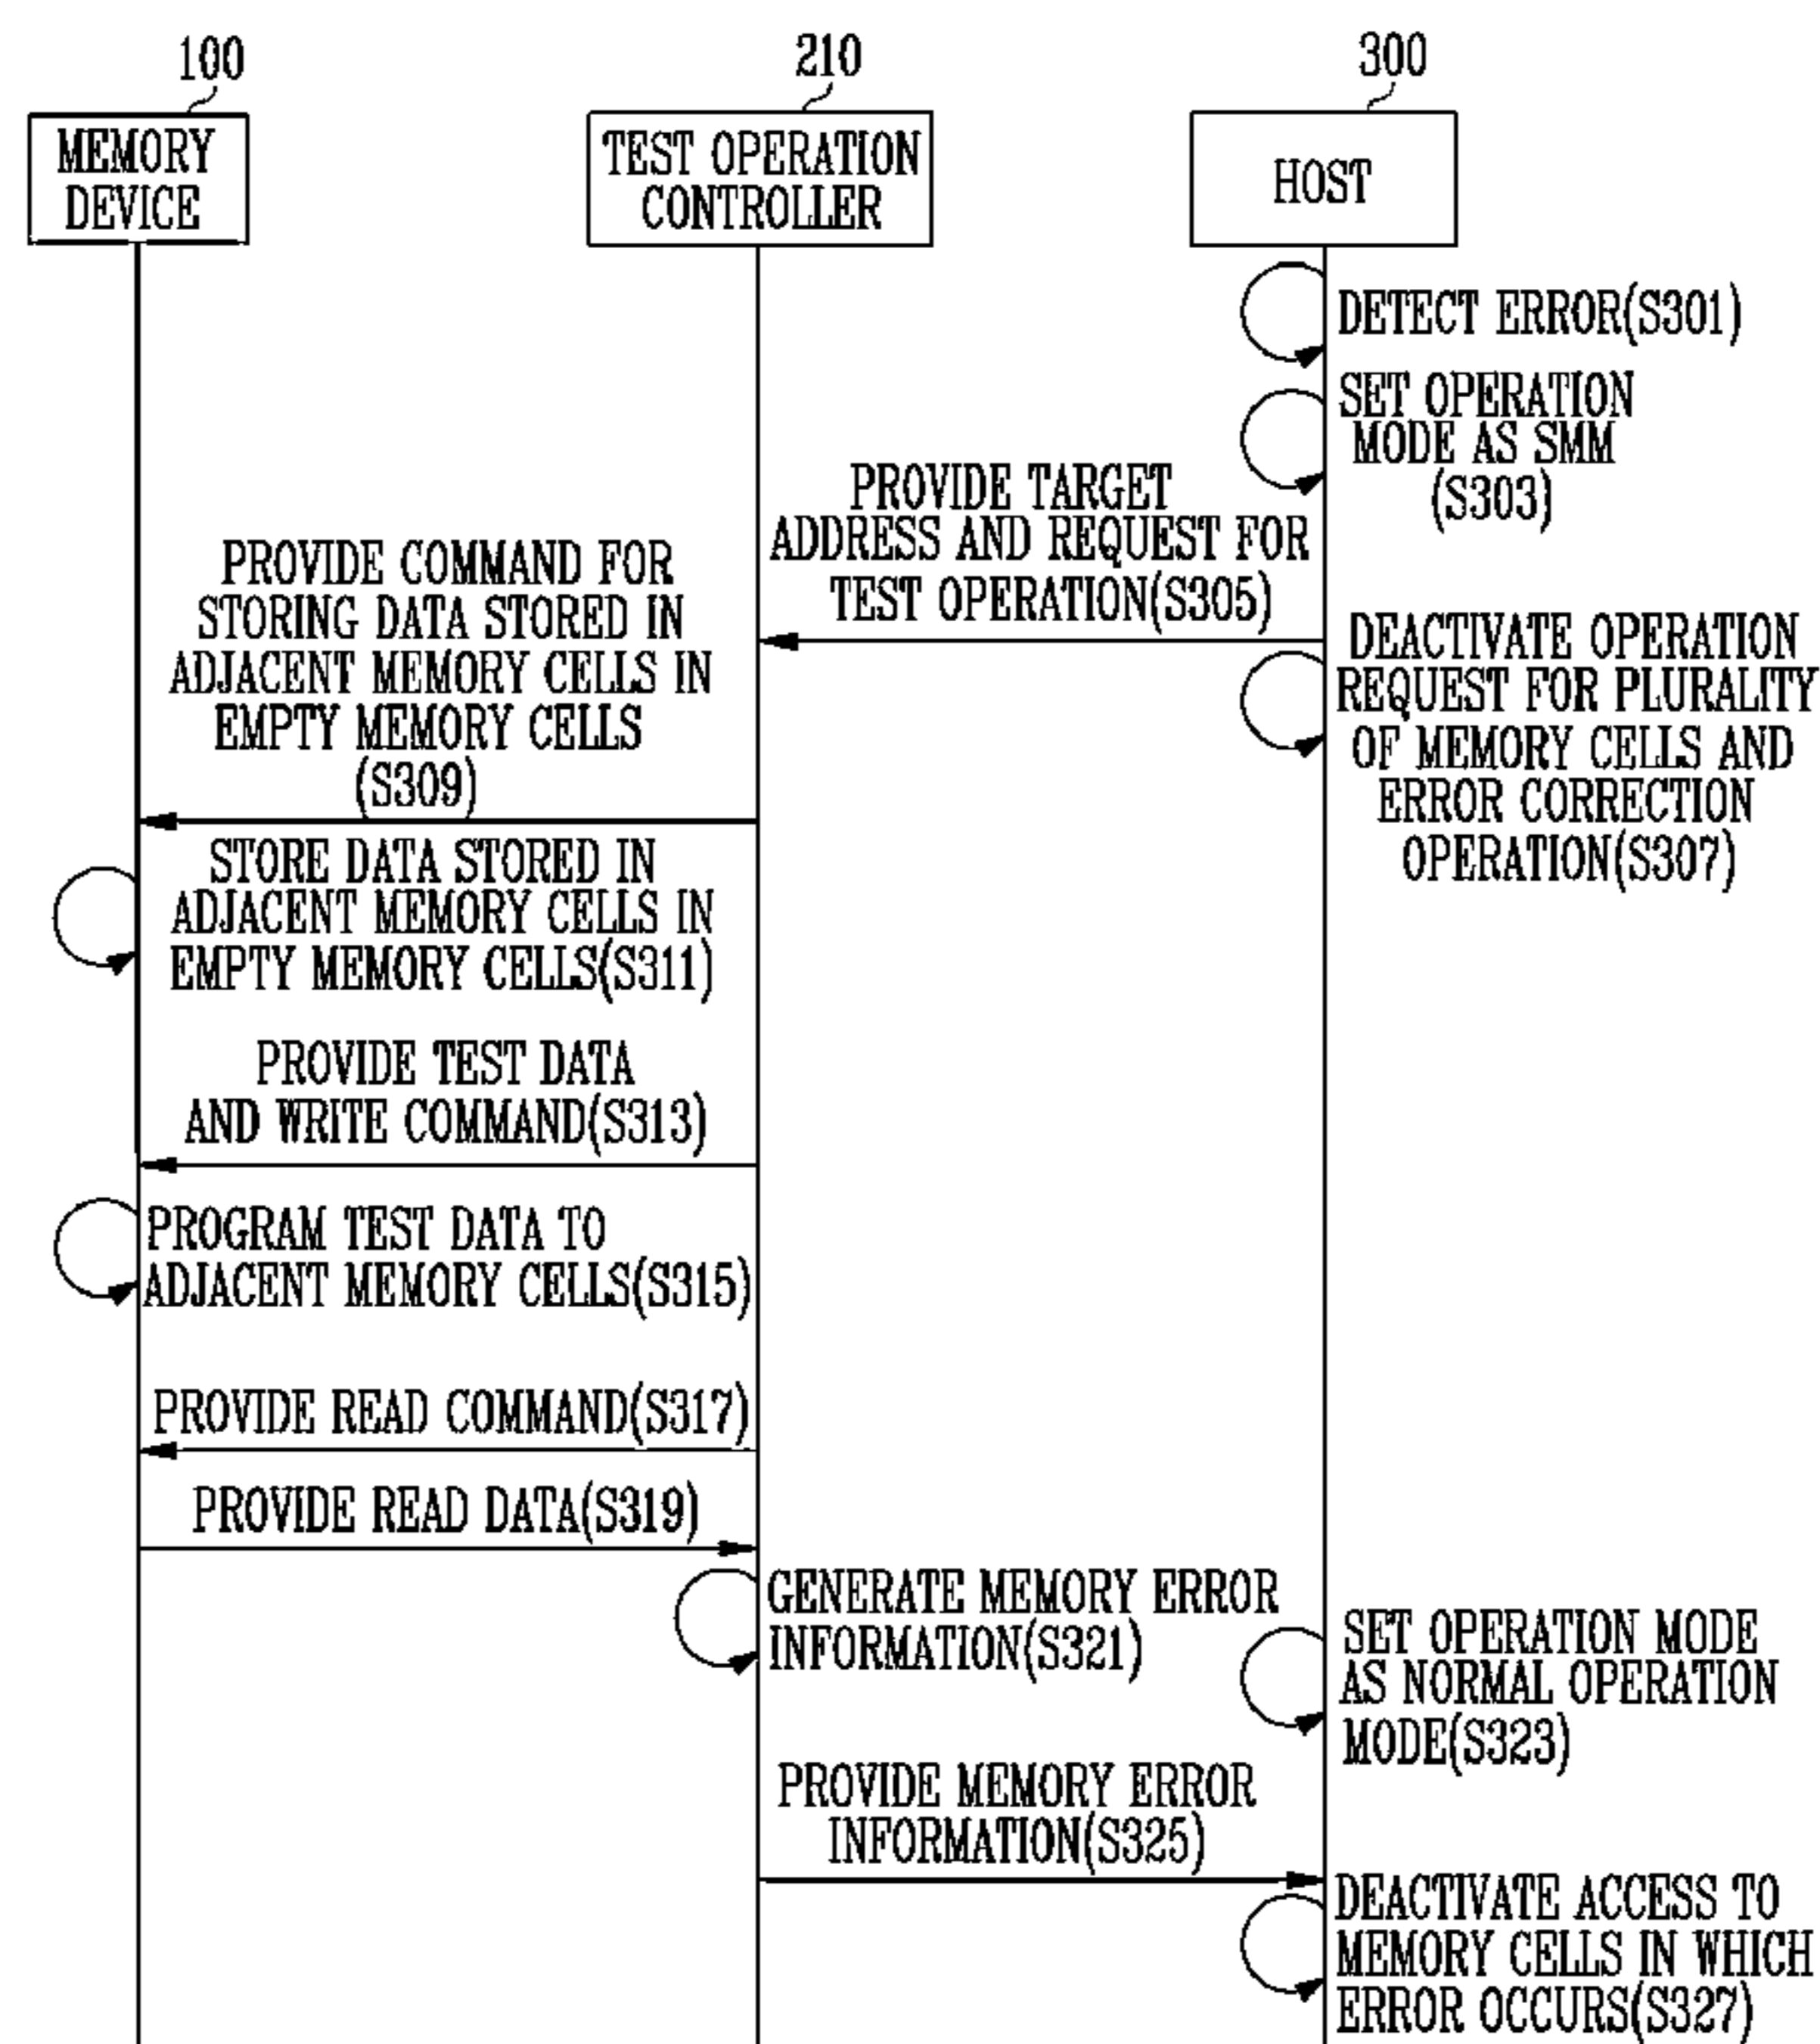 100
210
300
MEMORY
DEVICE
TEST OPERATION
CONTROLLER
HOST
DETECT ERROR(S301)
SET OPERATION
MODE AS SMM
(S303)
PROVIDE TARGET
ADDRESS AND REQUEST FOR
TEST OPERATION(S305)
DEACTIVATE OPERATION
REQUEST FOR PLURALITY
OF MEMORY CELLS AND
ERROR CORRECTION
OPERATION(S307)
PROVIDE COMMAND FOR
STORING DATA STORED IN
ADJACENT MEMORY CELLS IN
EMPTY MEMORY CELLS
(S309)
STORE DATA STORED IN
ADJACENT MEMORY CELLS IN
EMPTY MEMORY CELLS(S311)
PROVIDE TEST DATA
AND WRITE COMMAND(S313)
PROGRAM TEST DATA TO
ADJACENT MEMORY CELLS(S315)
PROVIDE READ COMMAND(S317)
PROVIDE READ DATA(S319)
GENERATE MEMORY ERROR
INFORMATION(S321)
SET OPERATION MODE
AS NORMAL OPERATION
MODE(S323)
PROVIDE MEMORY ERROR
INFORMATION(S325)
DEACTIVATE ACCESS TO
MEMORY CELLS IN WHICH
ERROR OCCURS(S327)